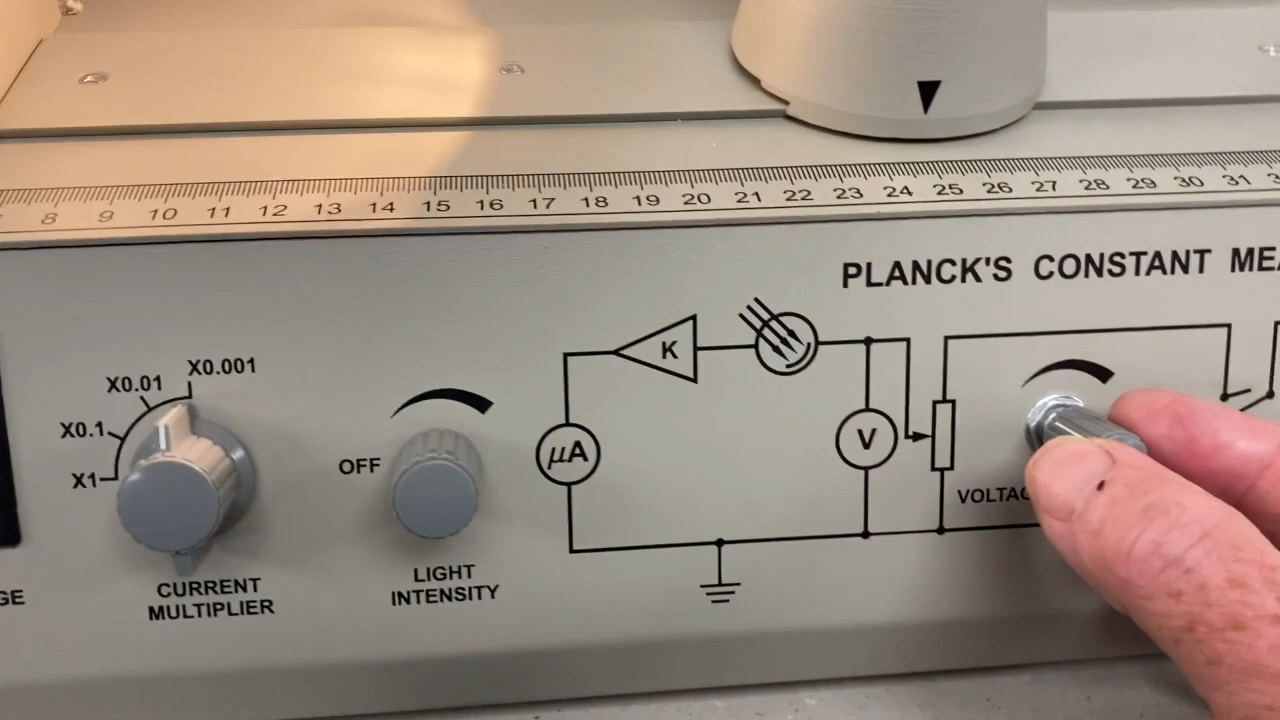 8 9 10 11 12 13 14 15 16 17 18 19 20 21 22 23 24 25 26 27 28 29 30 31
PLANCK'S CONSTANT
X0.001
X0.01
X0.1
X1
OFF
K
µA
V
CURRENT
MULTIPLIER
LIGHT
INTENSITY